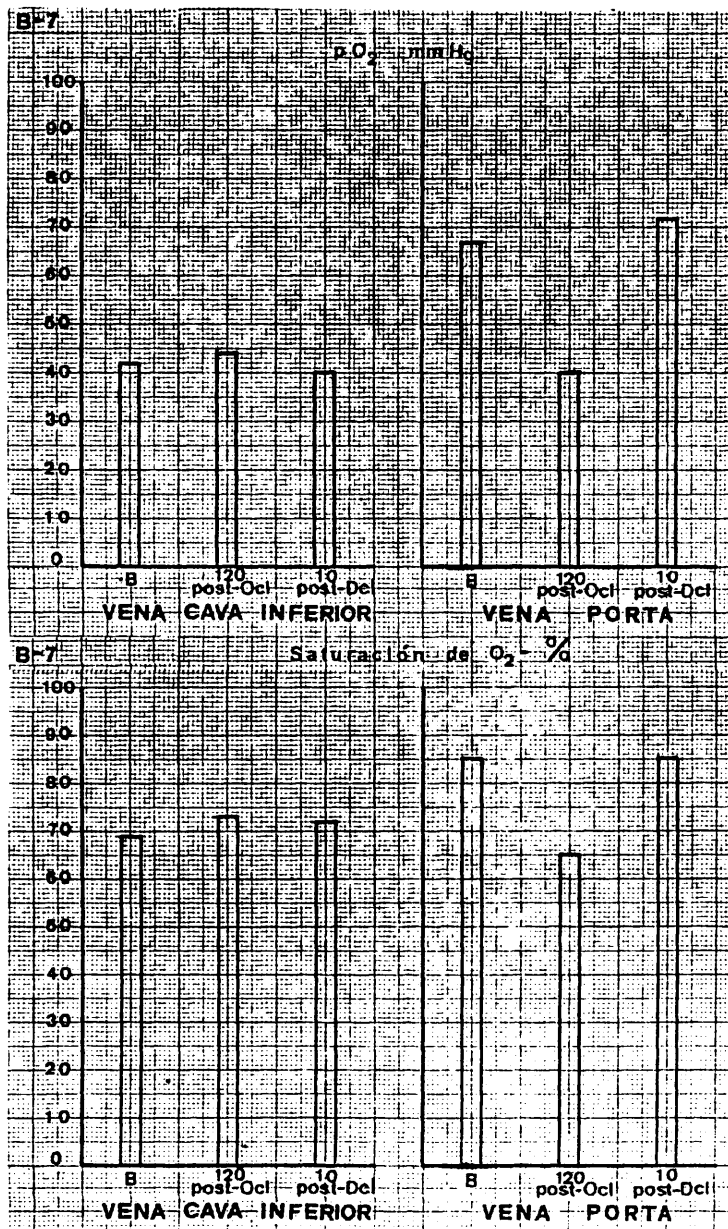 B-7
pO2 - mmHg
100
90
80
70
60
50
40
30
20
10
0
B 120 10 B 120 10
post-Ocl post-Dcl post-Ocl post-Dcl
VENA CAVA INFERIOR VENA PORTA
B-7
Saturación de O2 - %
100
90
80
70
60
50
40
30
20
10
0
B 120 10 B 120 10
post-Ocl post-Dcl post-Ocl post-Dcl
VENA CAVA INFERIOR VENA PORTA